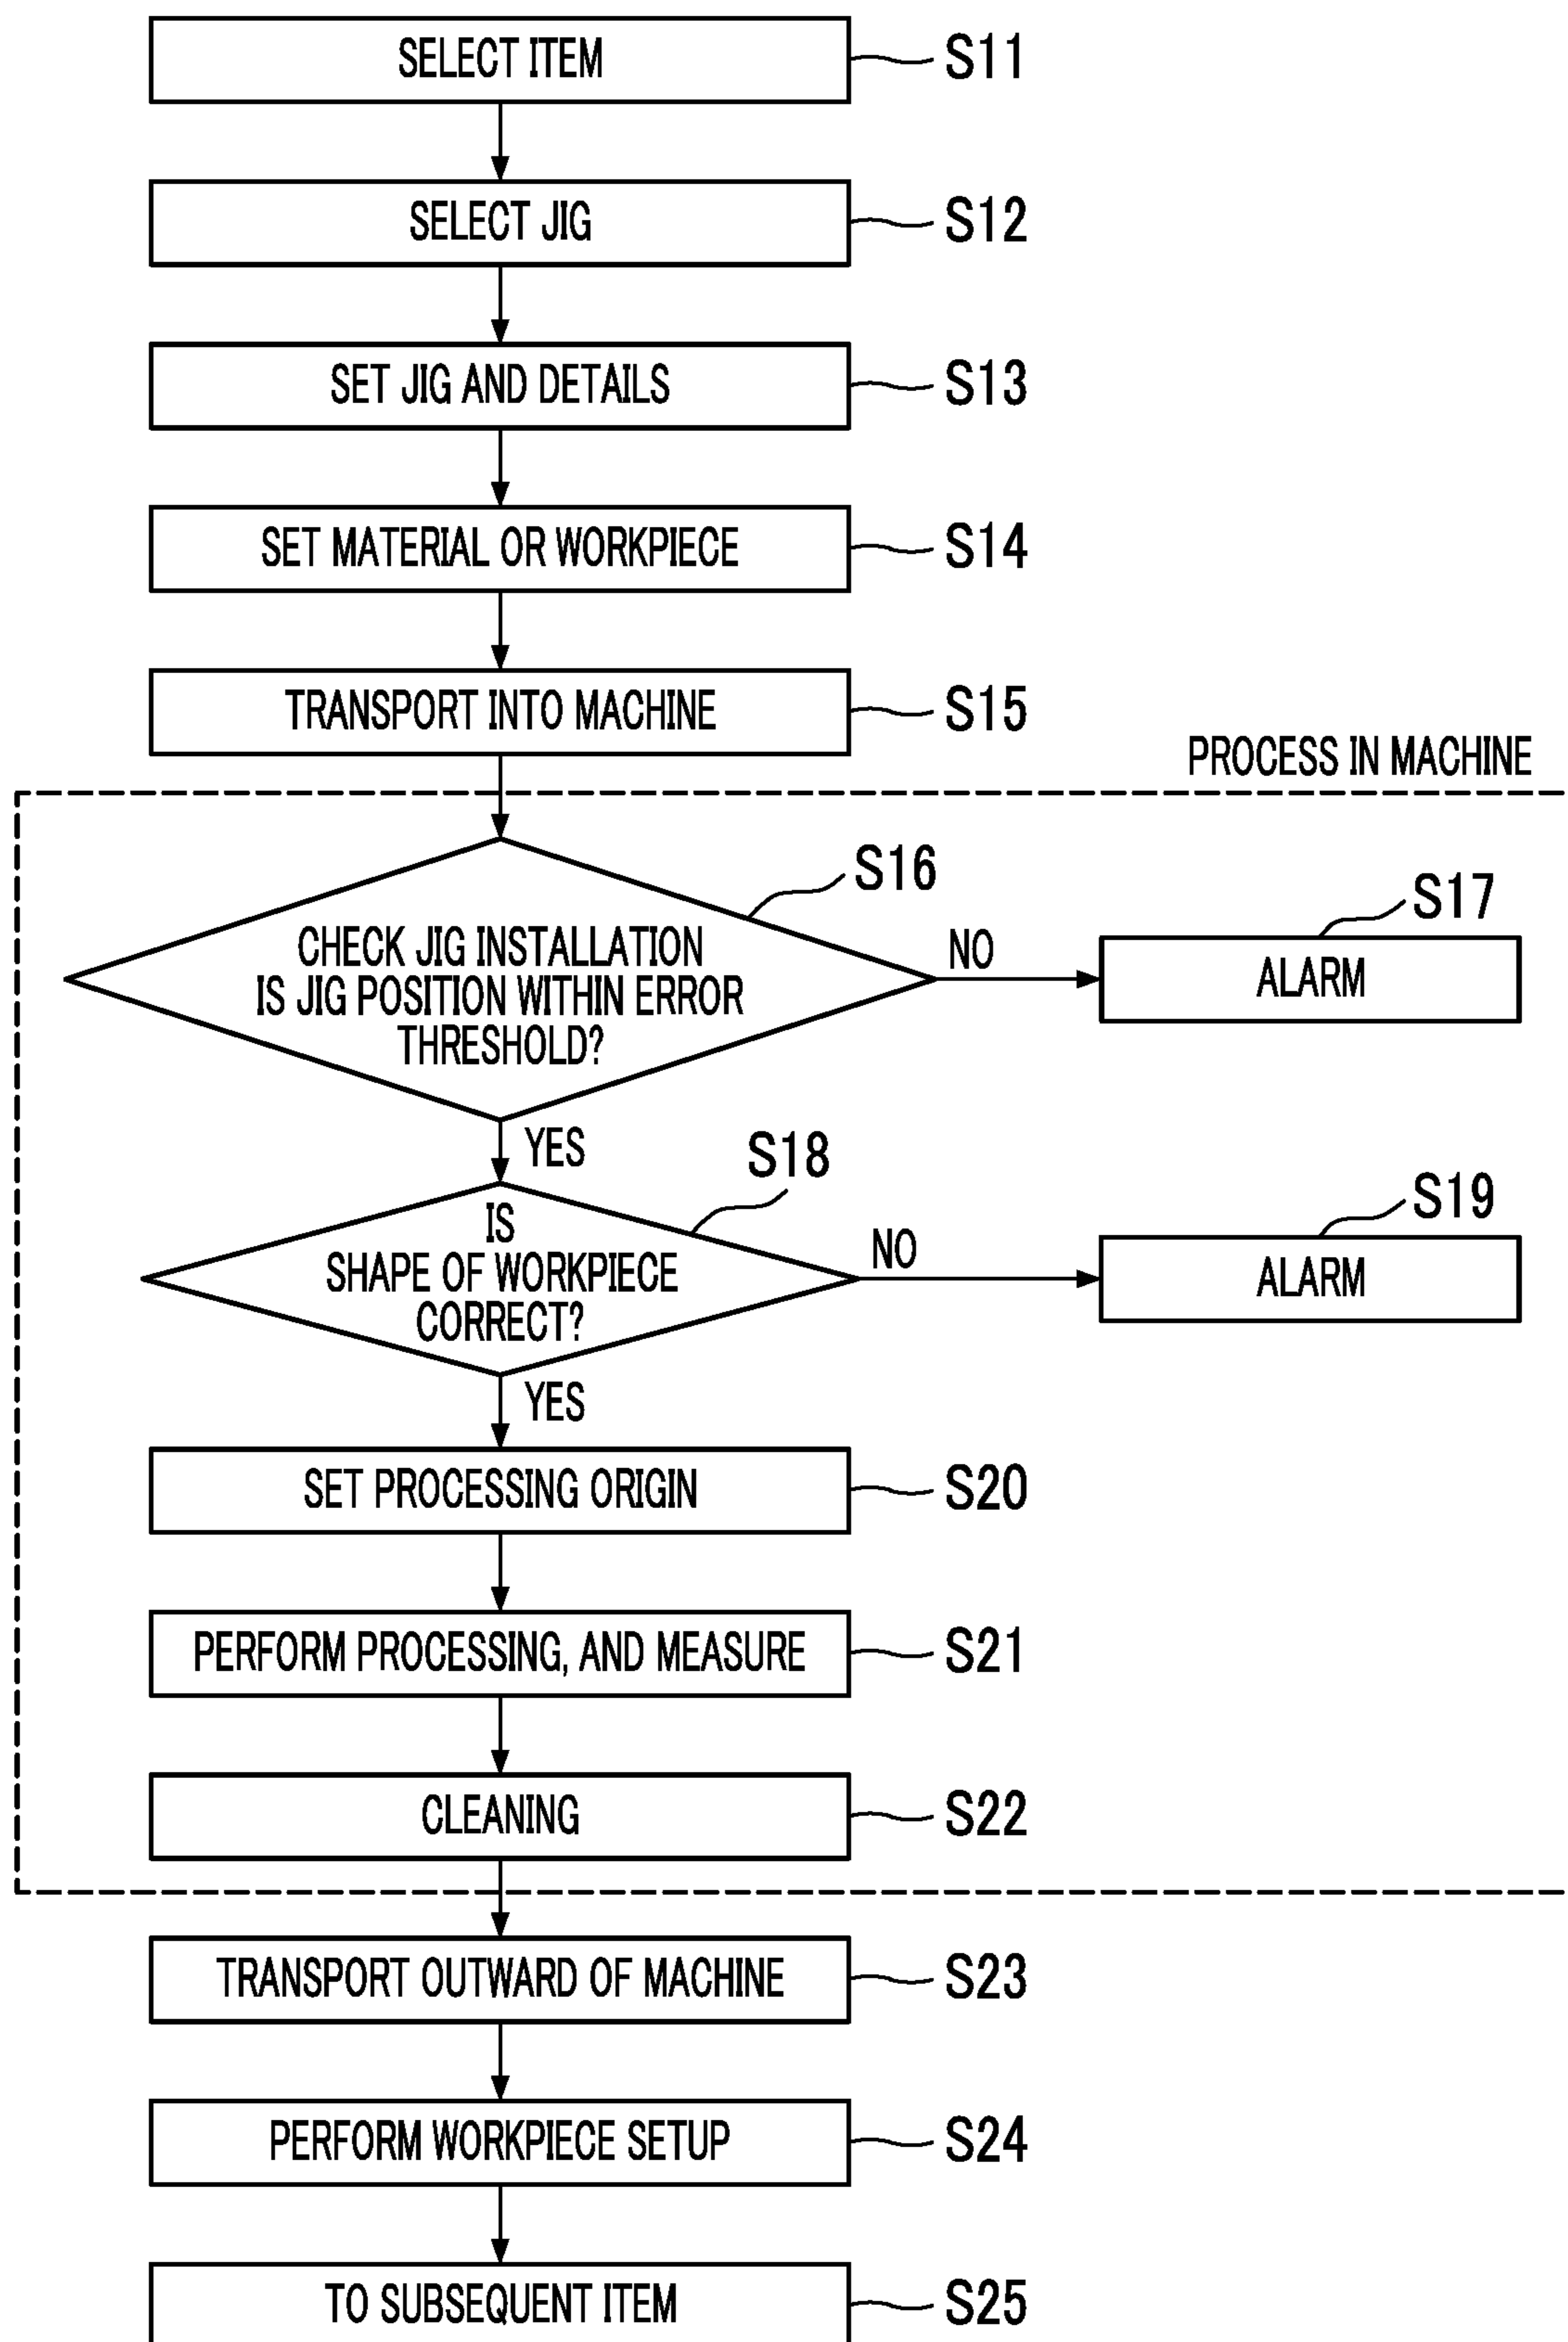 SELECT ITEM
S11
SELECT JIG
S12
SET JIG AND DETAILS
S13
SET MATERIAL OR WORKPIECE
S14
TRANSPORT INTO MACHINE
S15
PROCESS IN MACHINE
S16
CHECK JIG INSTALLATION
IS JIG POSITION WITHIN ERROR
THRESHOLD?
NO
S17
ALARM
YES
S18
IS
SHAPE OF WORKPIECE
CORRECT?
NO
S19
ALARM
YES
SET PROCESSING ORIGIN
S20
PERFORM PROCESSING, AND MEASURE
S21
CLEANING
S22
TRANSPORT OUTWARD OF MACHINE
S23
PERFORM WORKPIECE SETUP
S24
TO SUBSEQUENT ITEM
S25